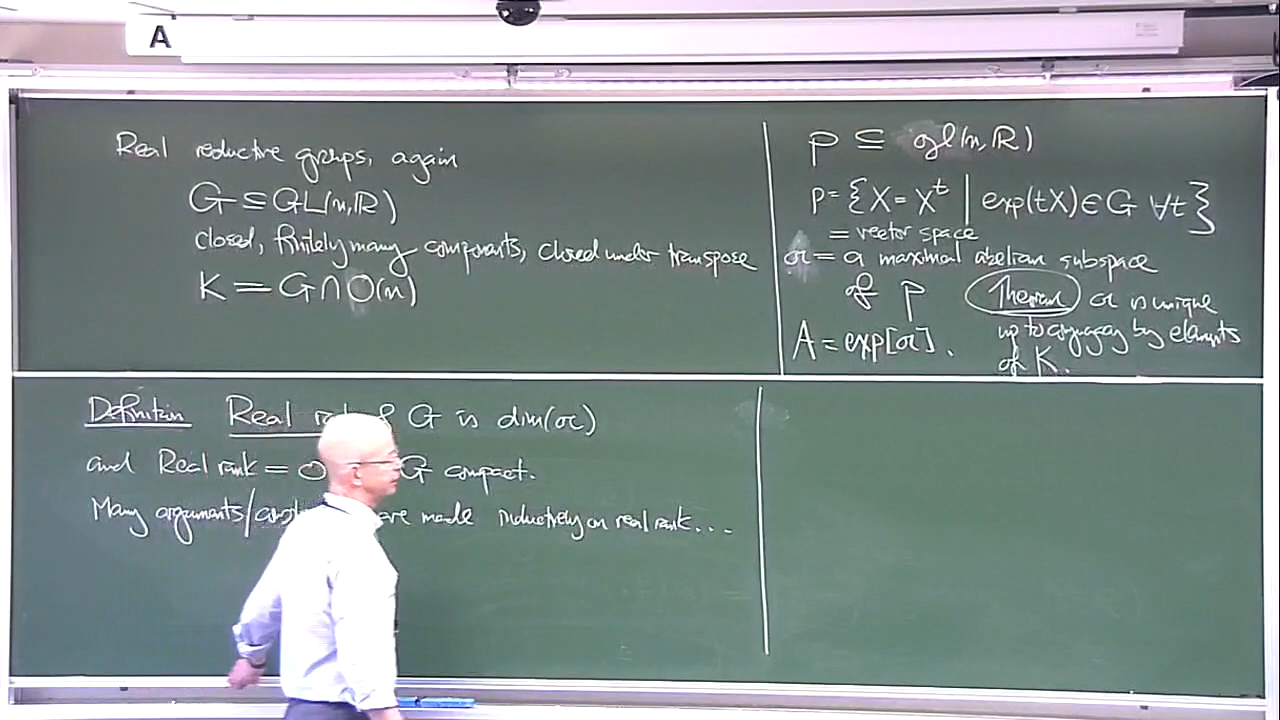 A
Real reductive groups, again
G ⊆ GL(n,ℝ)
closed, finitely many components, closed under transpose
K = G ∩ O(n)
p ⊆ gl(n,ℝ)
p = {X = X^t | exp(tX) ∈ G ∀t}
= vector space
𝔞 = a maximal abelian subspace
of p
Theorem 𝔞 is unique
up to conjugacy by elements
of K.
A = exp[𝔞].
Definition Real G is dim(𝔞)
and Real rank = 0 G compact.
Many arguments/ are made inductively on real rank...